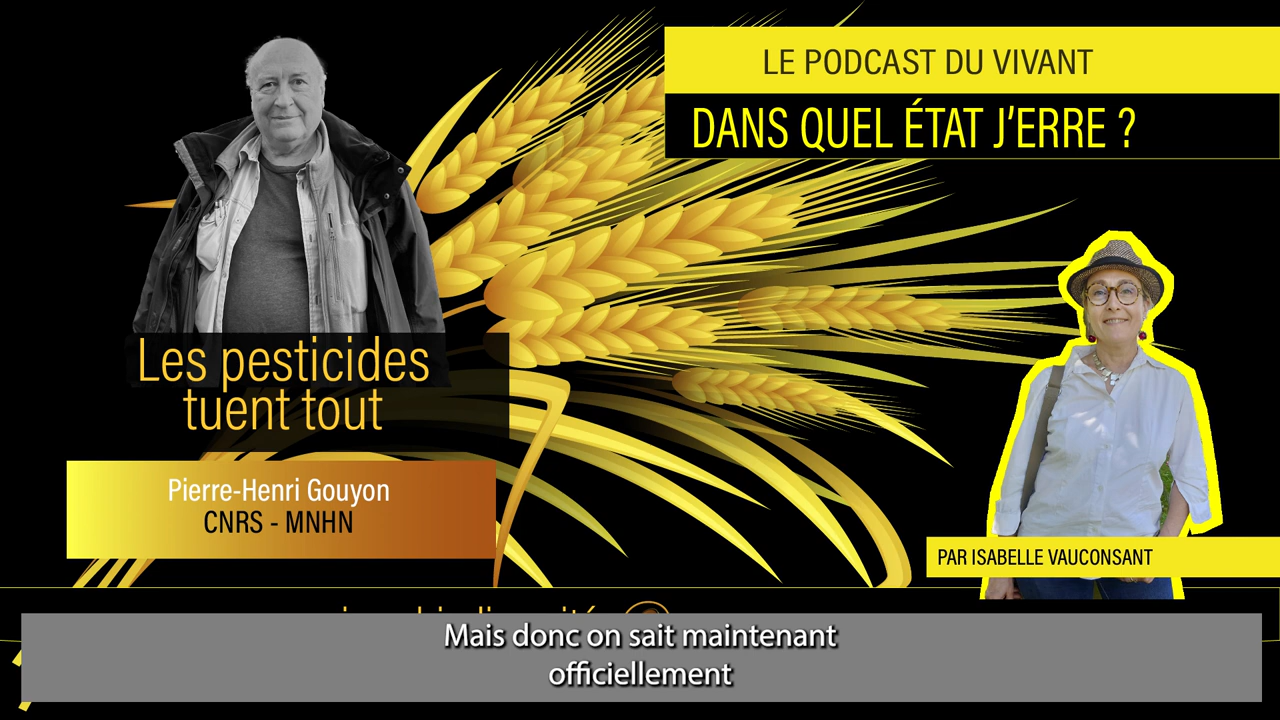 LE PODCAST DU VIVANT
DANS QUEL ÉTAT J'ERRE ?
Les pesticides
tuent tout
Pierre-Henri Gouyon
CNRS - MNHN
PAR ISABELLE VAUCONSANT
Mais donc on sait maintenant
officiellement